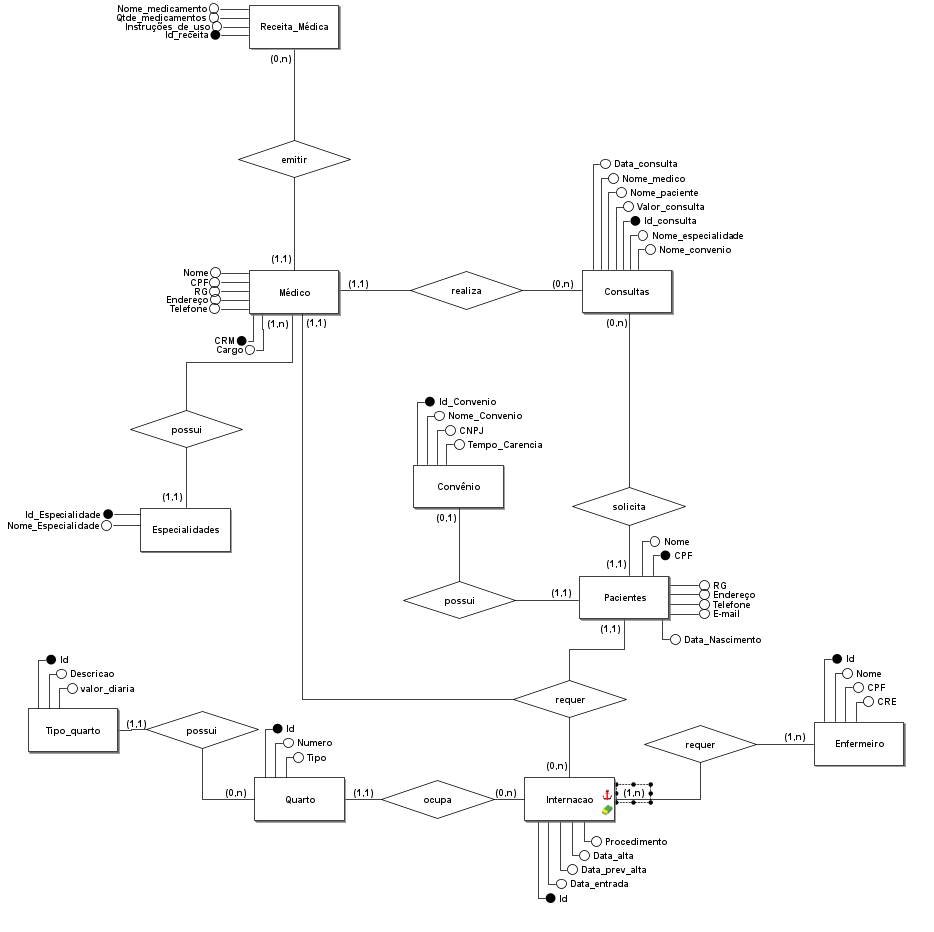 Nome_medicamento
Qtde_medicamentos
Instruções_de_uso
Id_receita
Receita_Médica
(0,n)
emitir
(1,1)
Nome
CPF
RG
Endereço
Telefone
Médico
CRM
Cargo
(1,n)
(1,1)
(1,1)
realiza
(0,n)
Data_consulta
Nome_medico
Nome_paciente
Valor_consulta
Id_consulta
Nome_especialidade
Nome_convenio
Consultas
(0,n)
possui
(1,1)
Id_Especialidade
Nome_Especialidade
Especialidades
Id_Convenio
Nome_Convenio
CNPJ
Tempo_Carencia
Convênio
(0,1)
possui
(1,1)
solicita
(1,1)
Nome
CPF
Pacientes
RG
Endereço
Telefone
E-mail
Data_Nascimento
(1,1)
requer
(0,n)
Id
Descricao
valor_diaria
Tipo_quarto
(1,1)
possui
(0,n)
Id
Numero
Tipo
Quarto
(1,1)
ocupa
(0,n)
Internacao
(1,n)
requer
(1,n)
Id
Nome
CPF
CRE
Enfermeiro
Procedimento
Data_alta
Data_prev_alta
Data_entrada
Id